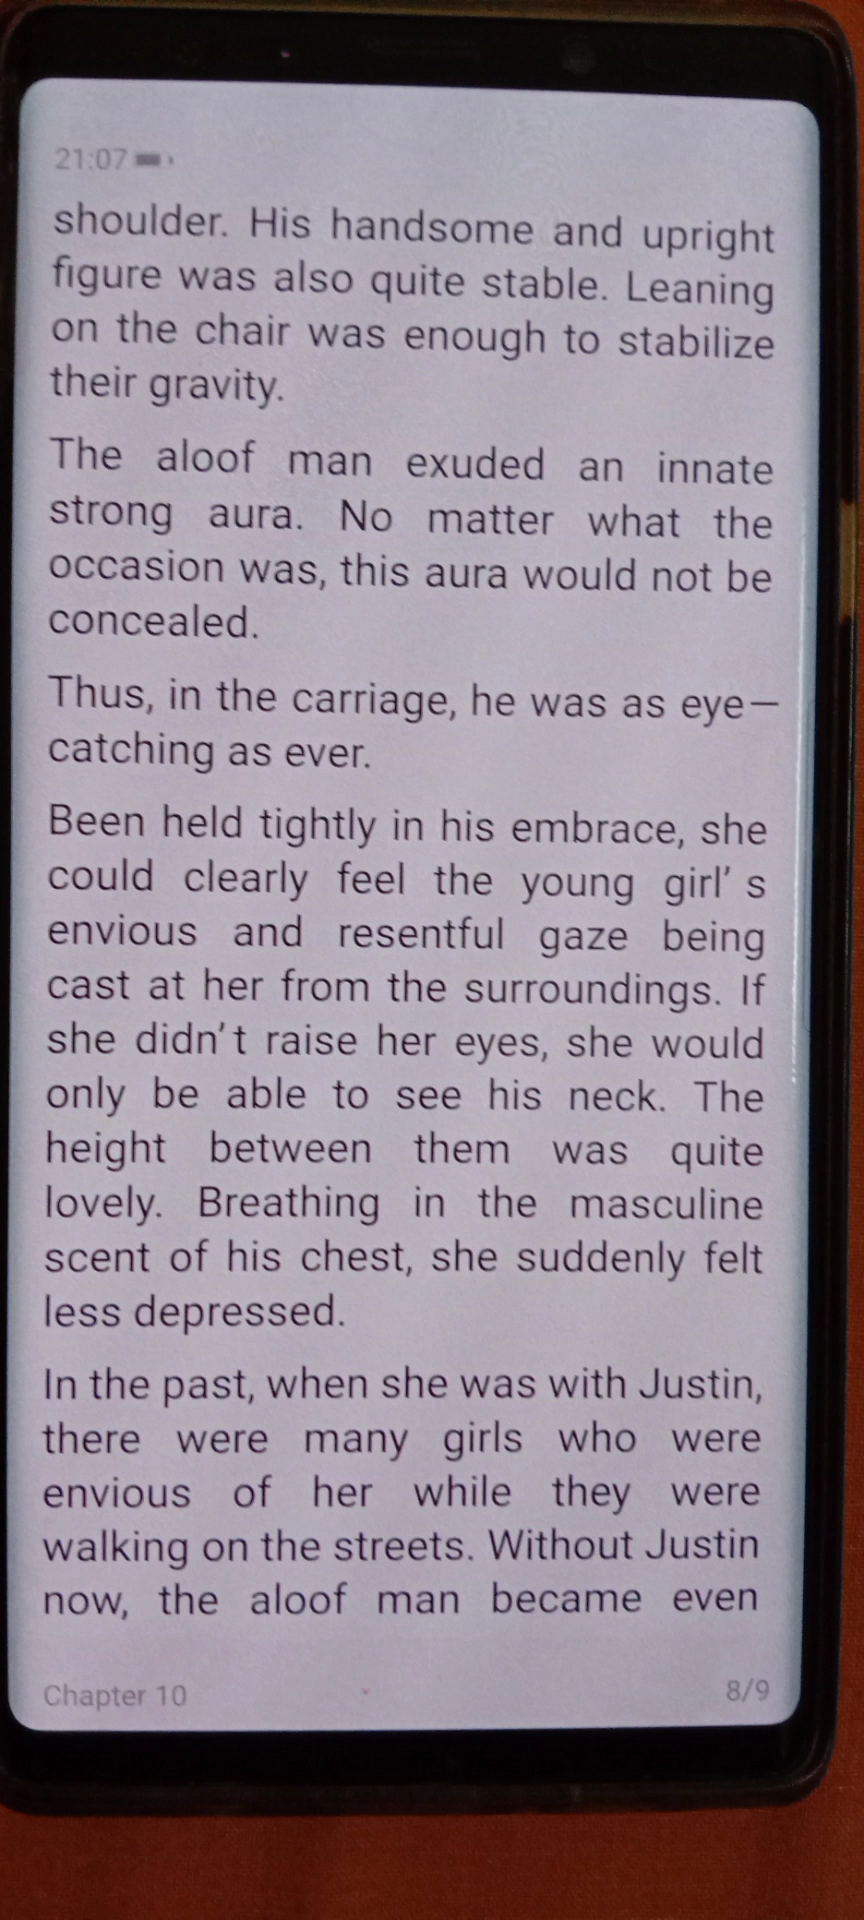 21:07
shoulder. His handsome and upright
figure was also quite stable. Leaning
on the chair was enough to stabilize
their gravity.
The aloof man exuded an innate
strong aura. No matter what the
occasion was, this aura would not be
concealed.
Thus, in the carriage, he was as eye—
catching as ever.
Been held tightly in his embrace, she
could clearly feel the young girl’ s
envious and resentful gaze being
cast at her from the surroundings. If
she didn’t raise her eyes, she would
only be able to see his neck. The
height between them was quite
lovely. Breathing in the masculine
scent of his chest, she suddenly felt
less depressed.
In the past, when she was with Justin,
there were many girls who were
envious of her while they were
walking on the streets. Without Justin
now, the aloof man became even
Chapter 10 8/9